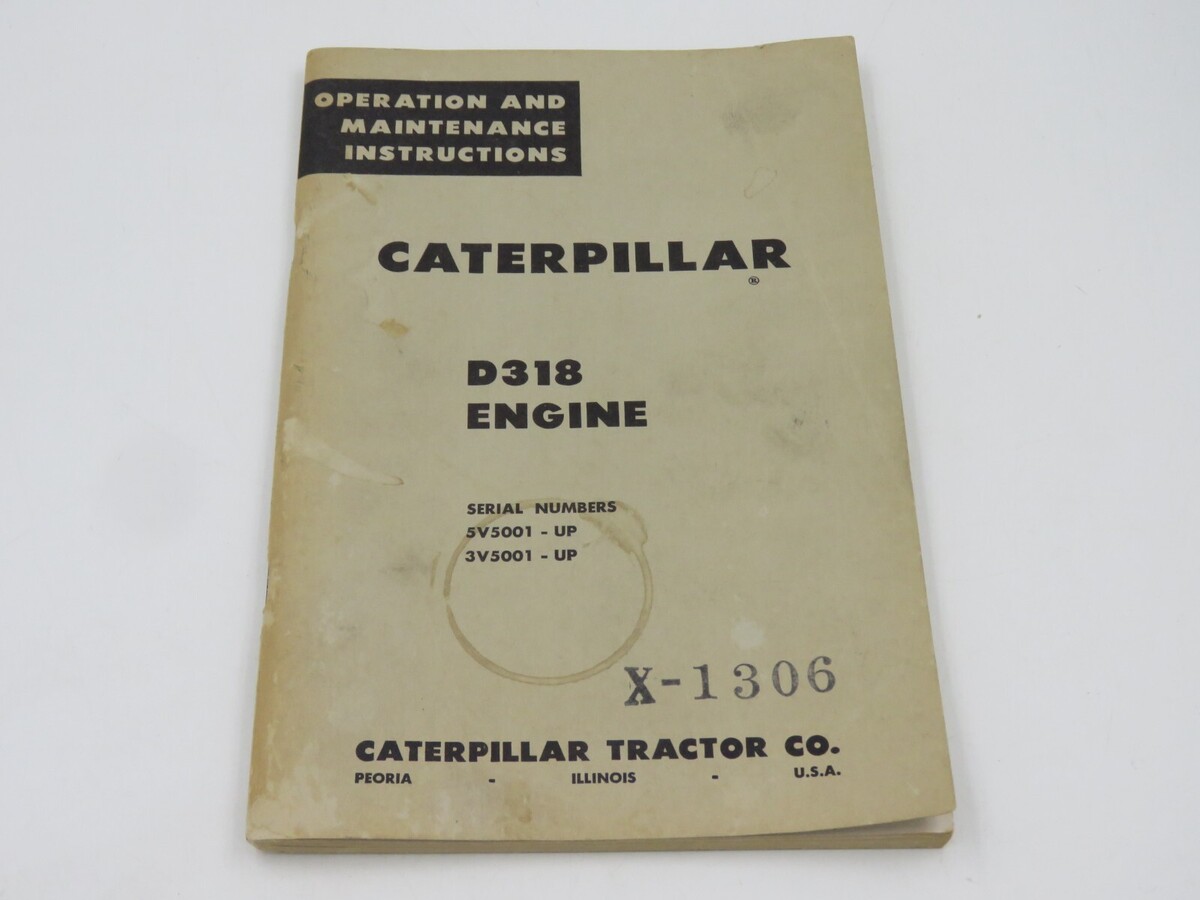 OPERATION AND
MAINTENANCE
INSTRUCTIONS
CATERPILLAR
®
D318
ENGINE
SERIAL NUMBERS
5V5001 - UP
3V5001 - UP
X-1306
CATERPILLAR TRACTOR CO.
PEORIA - ILLINOIS - U.S.A.